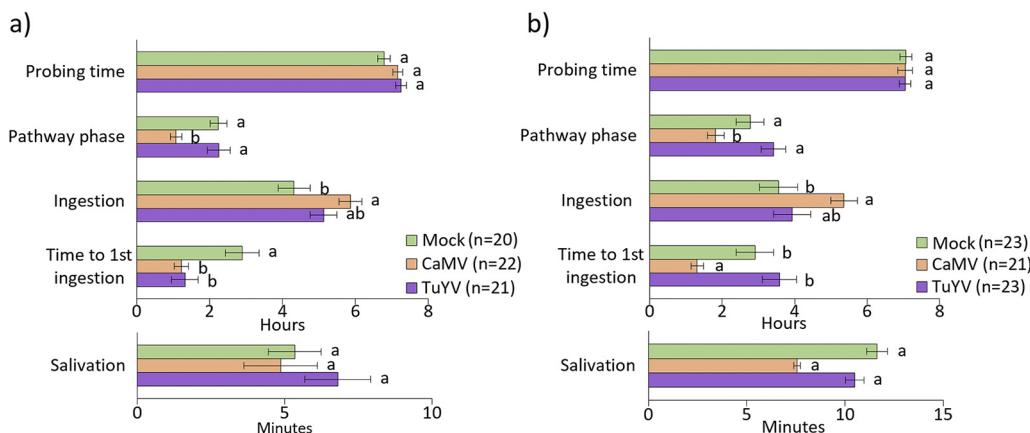 a)
Probing time
a
a
a
Pathway phase
a
b
a
Ingestion
b
a
ab
Time to 1st
ingestion
a
b
b
Mock (n=20)
CaMV (n=22)
TuYV (n=21)
0 2 4 6 8
Hours
Salivation
a
a
a
0 5 10
Minutes
b)
Probing time
a
a
a
Pathway phase
a
b
a
Ingestion
b
a
ab
Time to 1st
ingestion
b
a
b
Mock (n=23)
CaMV (n=21)
TuYV (n=23)
0 2 4 6 8
Hours
Salivation
a
a
a
0 5 10 15
Minutes